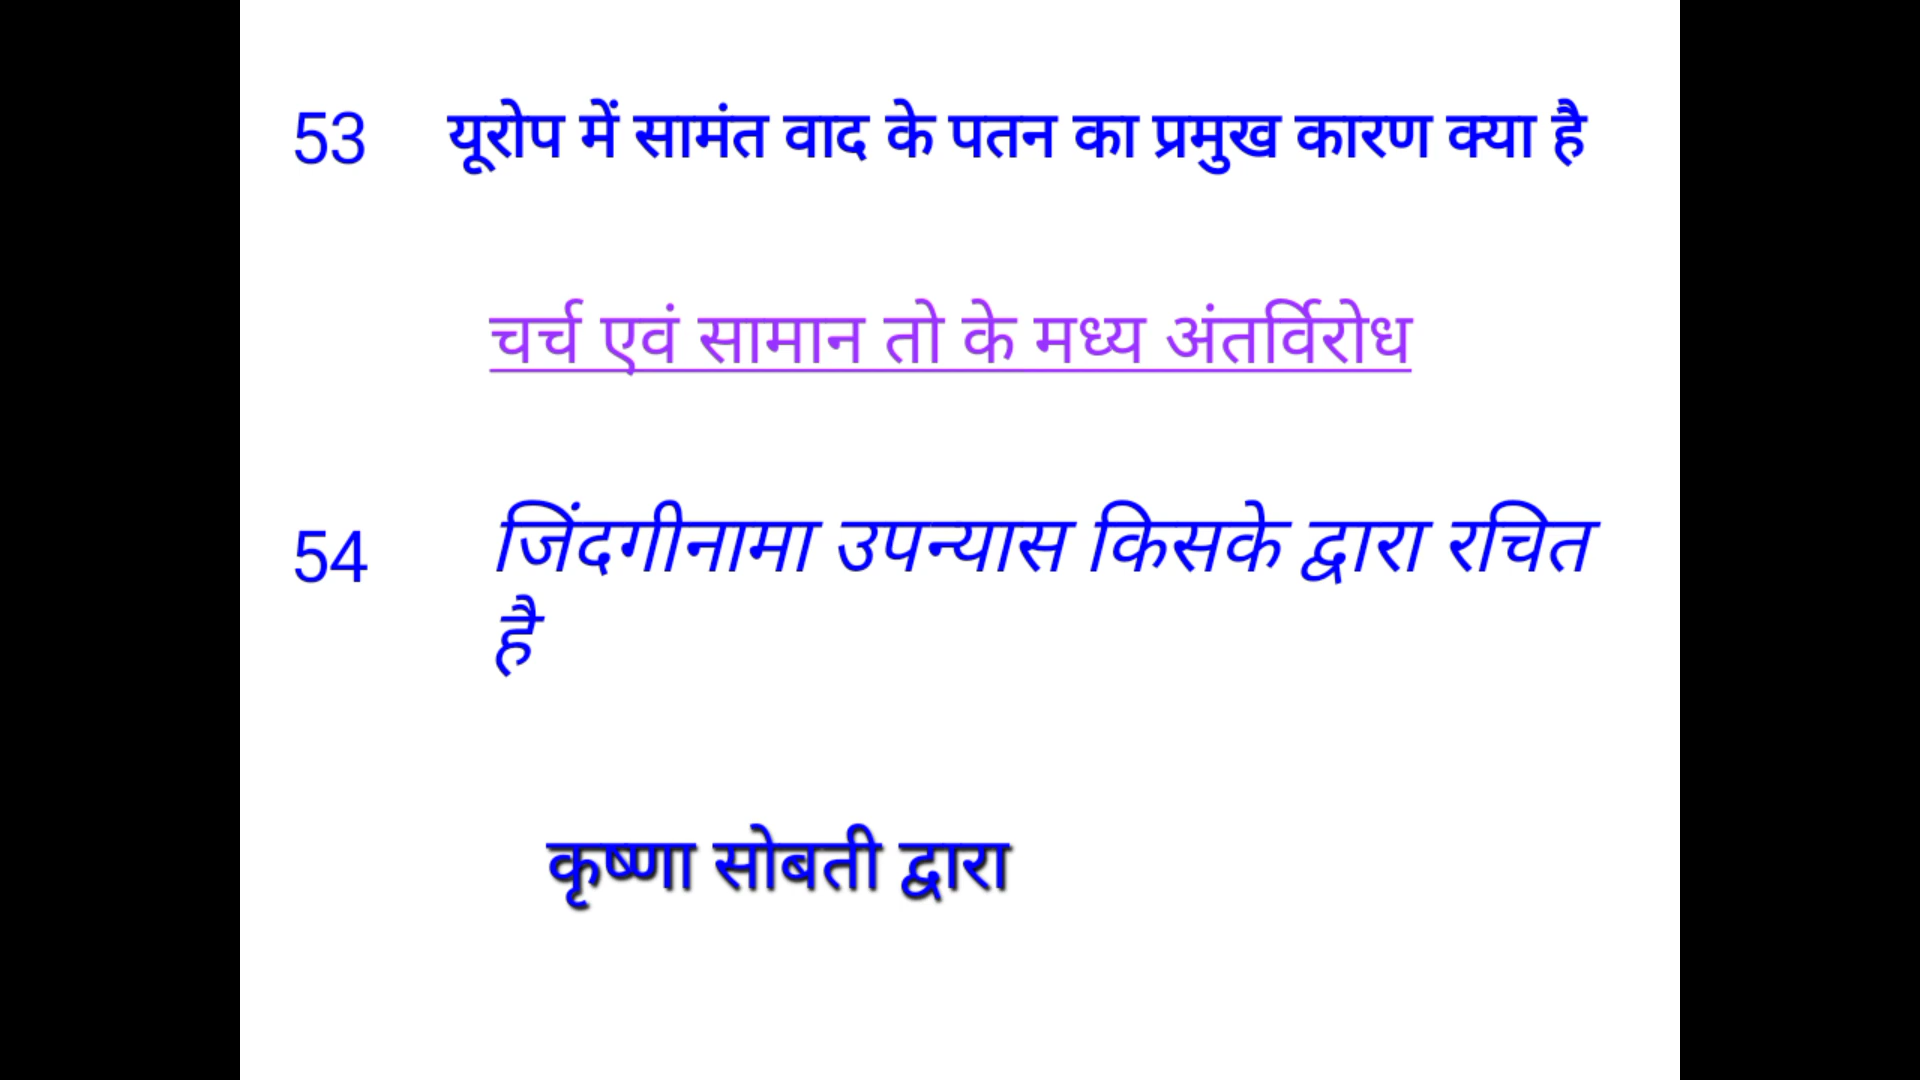 53 यूरोप में सामंत वाद के पतन का प्रमुख कारण क्या है
चर्च एवं सामान तो के मध्य अंतर्विरोध
54 जिंदगीनामा उपन्यास किसके द्वारा रचित
है
कृष्णा सोबती द्वारा